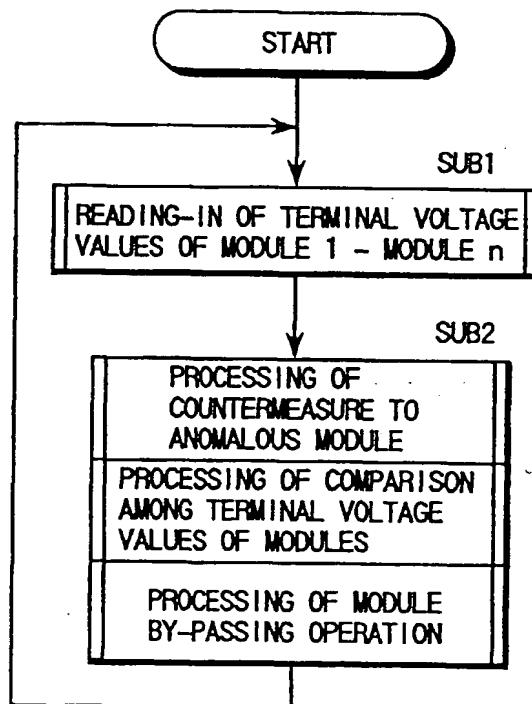 START
SUB1
READING-IN OF TERMINAL VOLTAGE
VALUES OF MODULE 1 - MODULE n
SUB2
PROCESSING OF
COUNTERMEASURE TO
ANOMALOUS MODULE
PROCESSING OF COMPARISON
AMONG TERMINAL VOLTAGE
VALUES OF MODULES
PROCESSING OF MODULE
BY-PASSING OPERATION